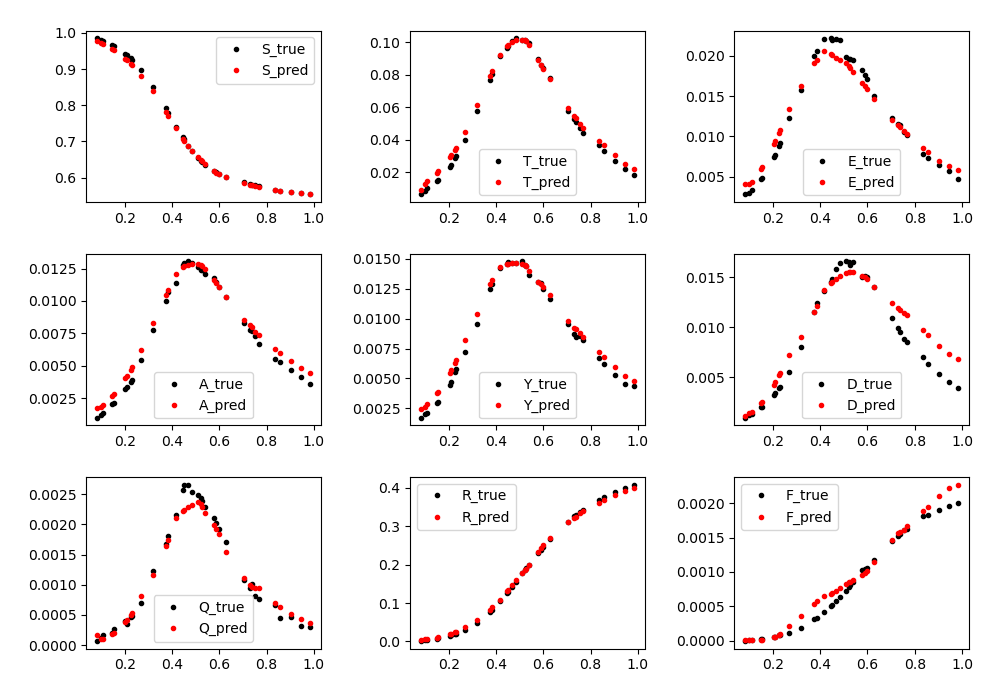 1.0
0.9
0.8
0.7
0.6
S_true
S_pred
0.2 0.4 0.6 0.8 1.0
0.10
0.08
0.06
0.04
0.02
T_true
T_pred
0.2 0.4 0.6 0.8 1.0
0.020
0.015
0.010
0.005
E_true
E_pred
0.2 0.4 0.6 0.8 1.0
0.0125
0.0100
0.0075
0.0050
0.0025
A_true
A_pred
0.2 0.4 0.6 0.8 1.0
0.0150
0.0125
0.0100
0.0075
0.0050
0.0025
Y_true
Y_pred
0.2 0.4 0.6 0.8 1.0
0.015
0.010
0.005
D_true
D_pred
0.2 0.4 0.6 0.8 1.0
0.0025
0.0020
0.0015
0.0010
0.0005
0.0000
Q_true
Q_pred
0.2 0.4 0.6 0.8 1.0
0.4
0.3
0.2
0.1
0.0
R_true
R_pred
0.2 0.4 0.6 0.8 1.0
0.0020
0.0015
0.0010
0.0005
0.0000
F_true
F_pred
0.2 0.4 0.6 0.8 1.0